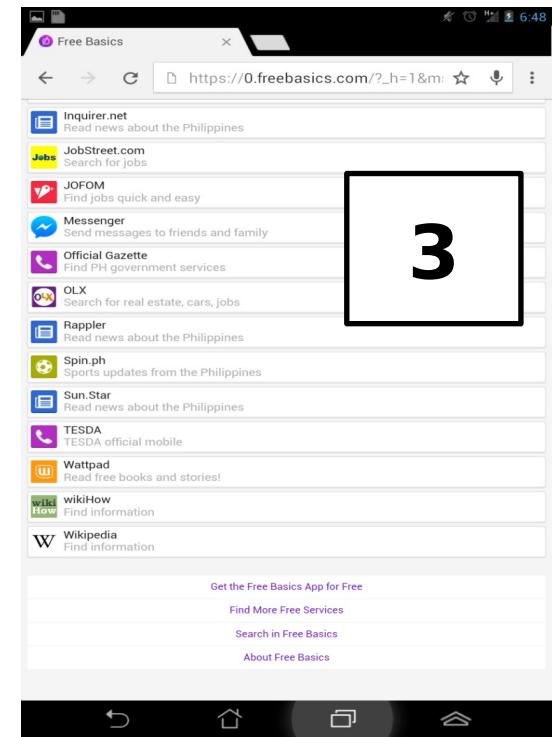 H+
6:48
Free Basics
https://0.freebasics.com/?_h=1&m
Inquirer.net
Read news about the Philippines
Jobs
JobStreet.com
Search for jobs
JOFOM
Find jobs quick and easy
Messenger
Send messages to friends and family
Official Gazette
Find PH government services
OLX
OLX
Search for real estate, cars, jobs
Rappler
Read news about the Philippines
Spin.ph
Sports updates from the Philippines
Sun.Star
Read news about the Philippines
TESDA
TESDA official mobile
Wattpad
Read free books and stories!
wiki
How
wikiHow
Find information
W
Wikipedia
Find information
3
Get the Free Basics App for Free
Find More Free Services
Search in Free Basics
About Free Basics